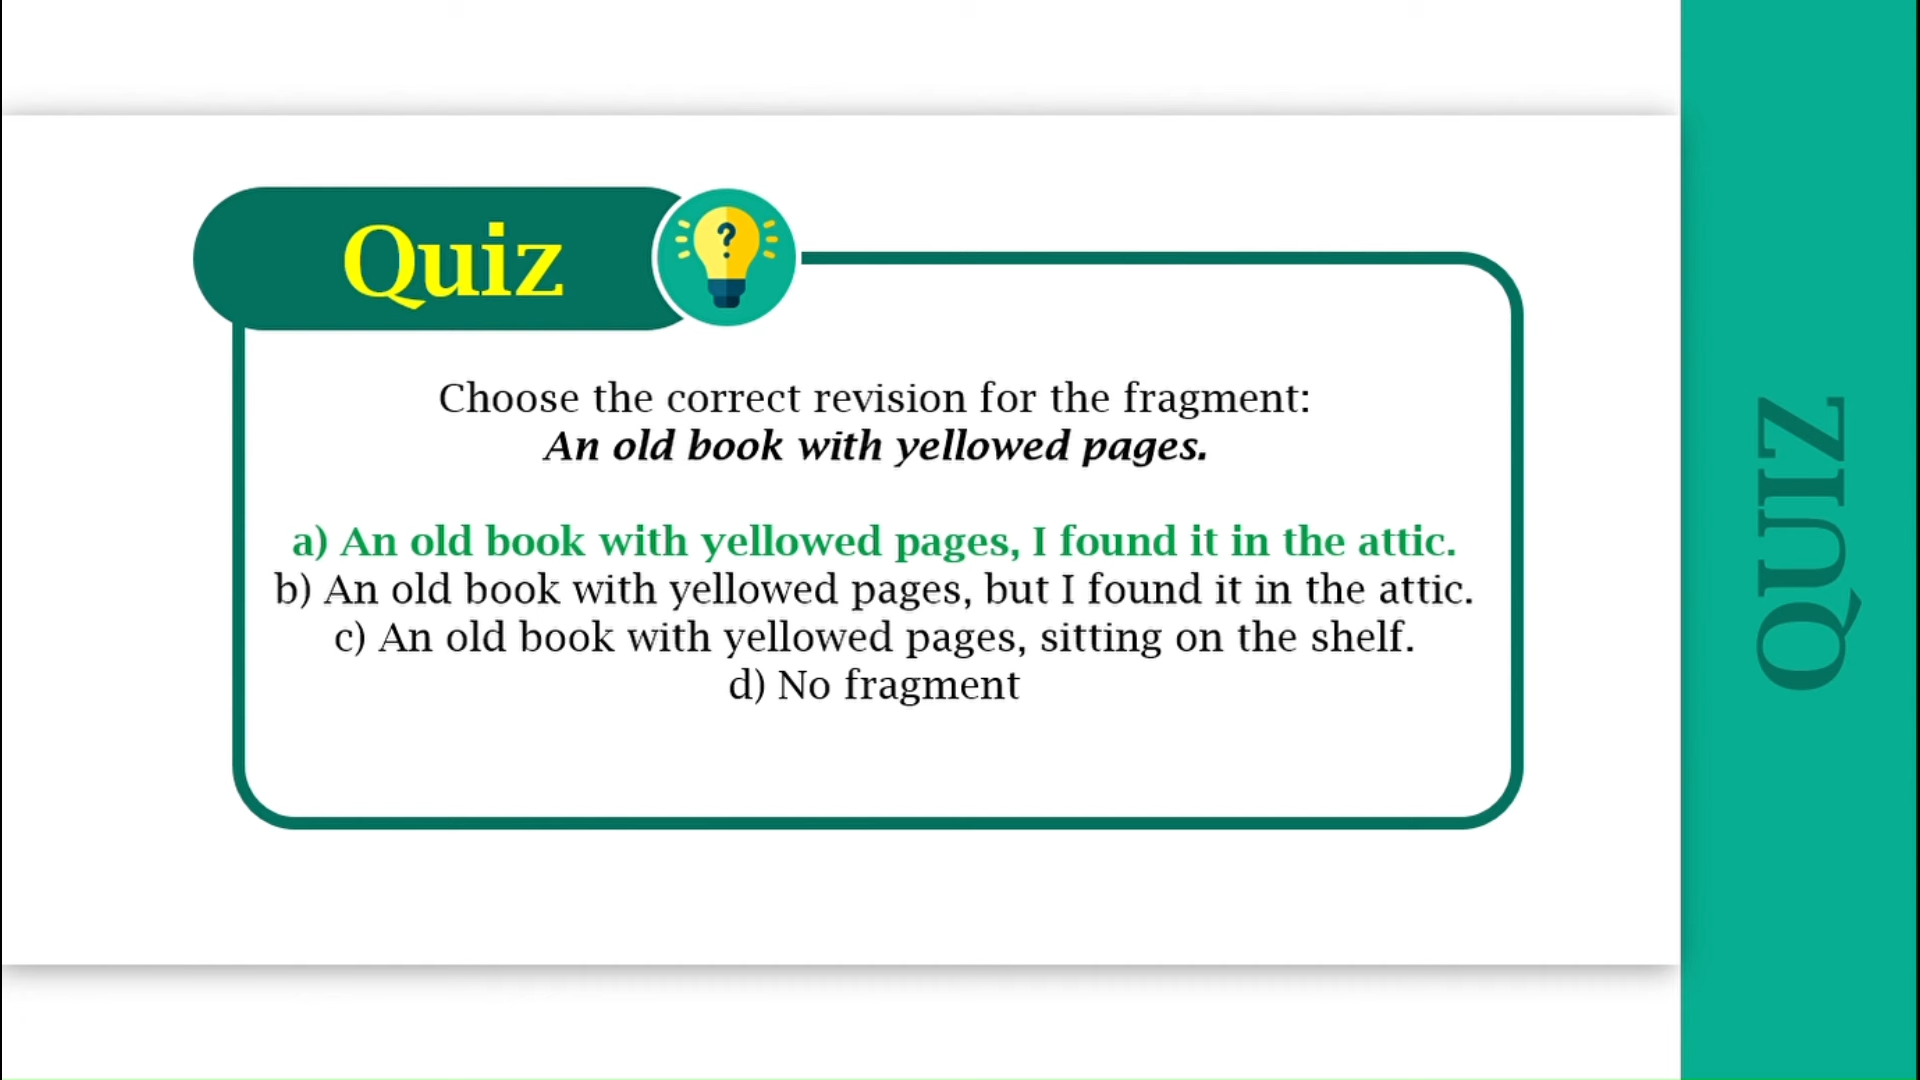 Quiz
?
Choose the correct revision for the fragment:
An old book with yellowed pages.
a) An old book with yellowed pages, I found it in the attic.
b) An old book with yellowed pages, but I found it in the attic.
c) An old book with yellowed pages, sitting on the shelf.
d) No fragment
QUIZ